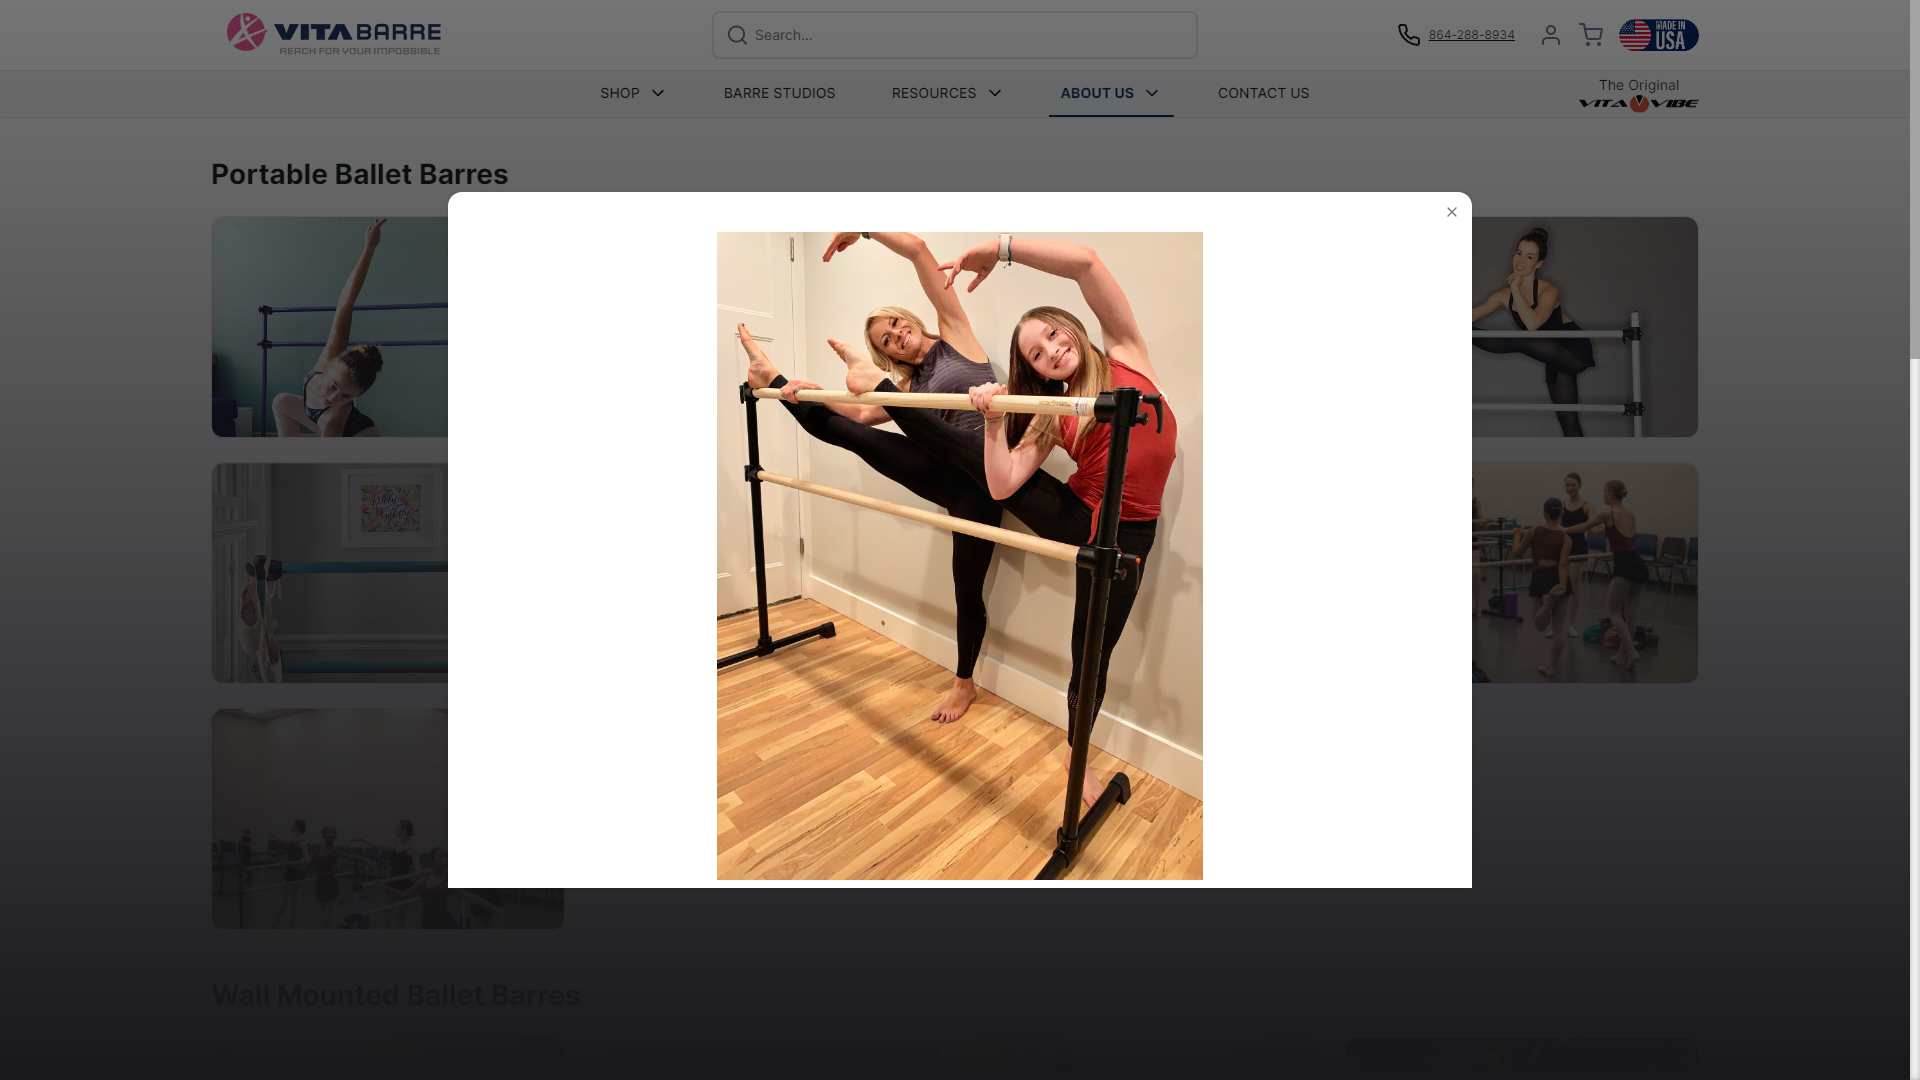 VITA BARRE
REACH FOR YOUR IMPOSSIBLE
Search...
864-288-8934
MADE IN
USA
SHOP
BARRE STUDIOS
RESOURCES
ABOUT US
CONTACT US
The Original
VITA VIBE
Portable Ballet Barres
Wall Mounted Ballet Barres